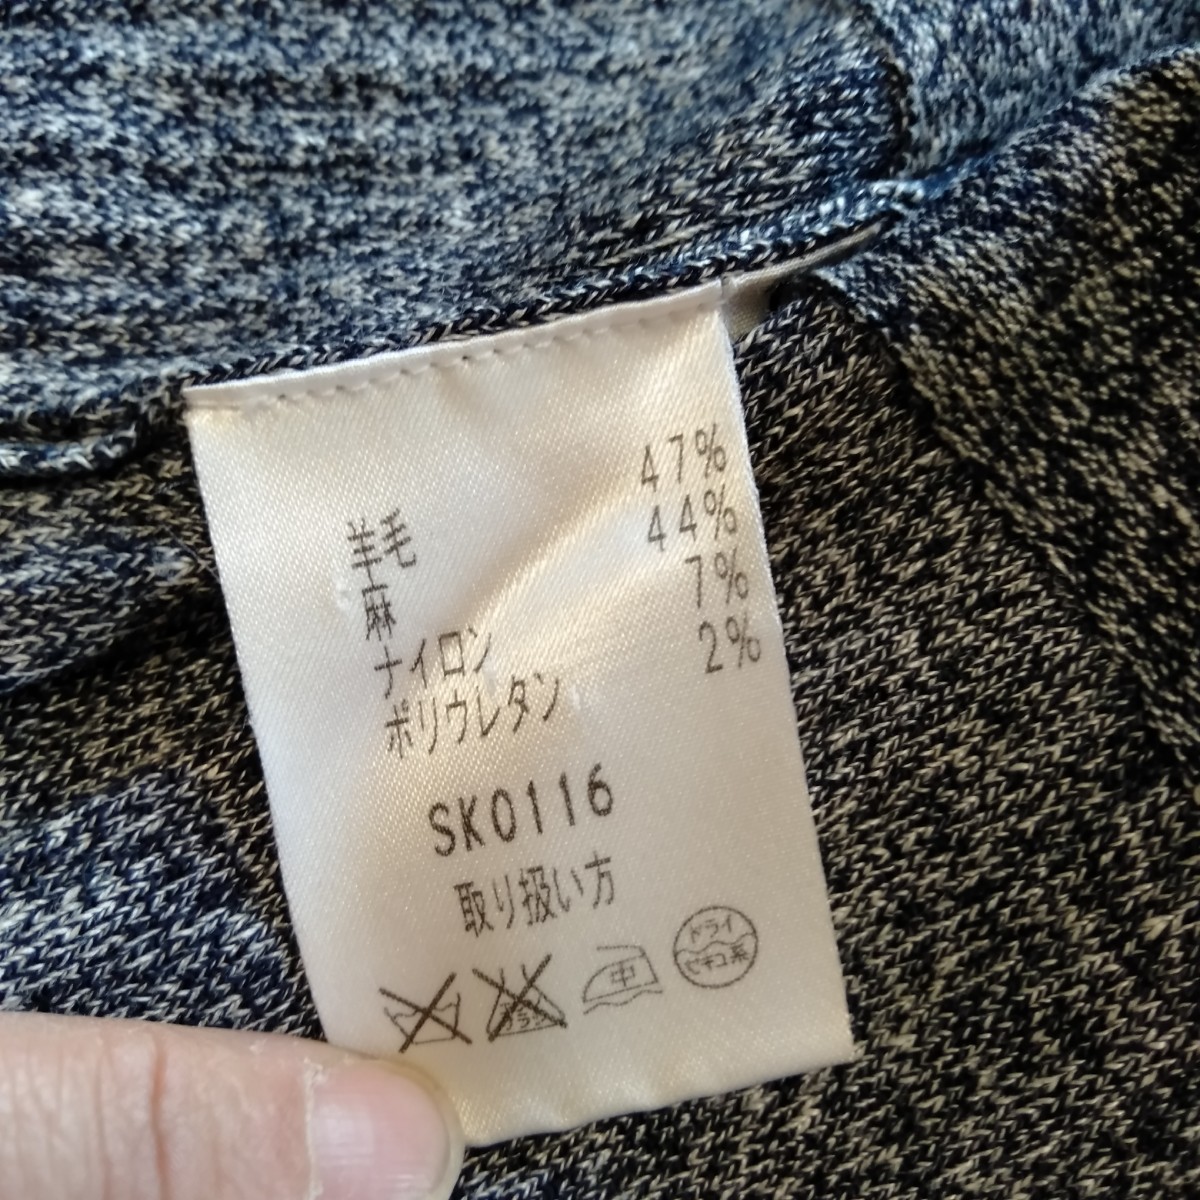 羊毛 47%
麻 44%
ナイロン 7%
ポリウレタン 2%
SK0116
取り扱い方
中 ドライ
セキユ系